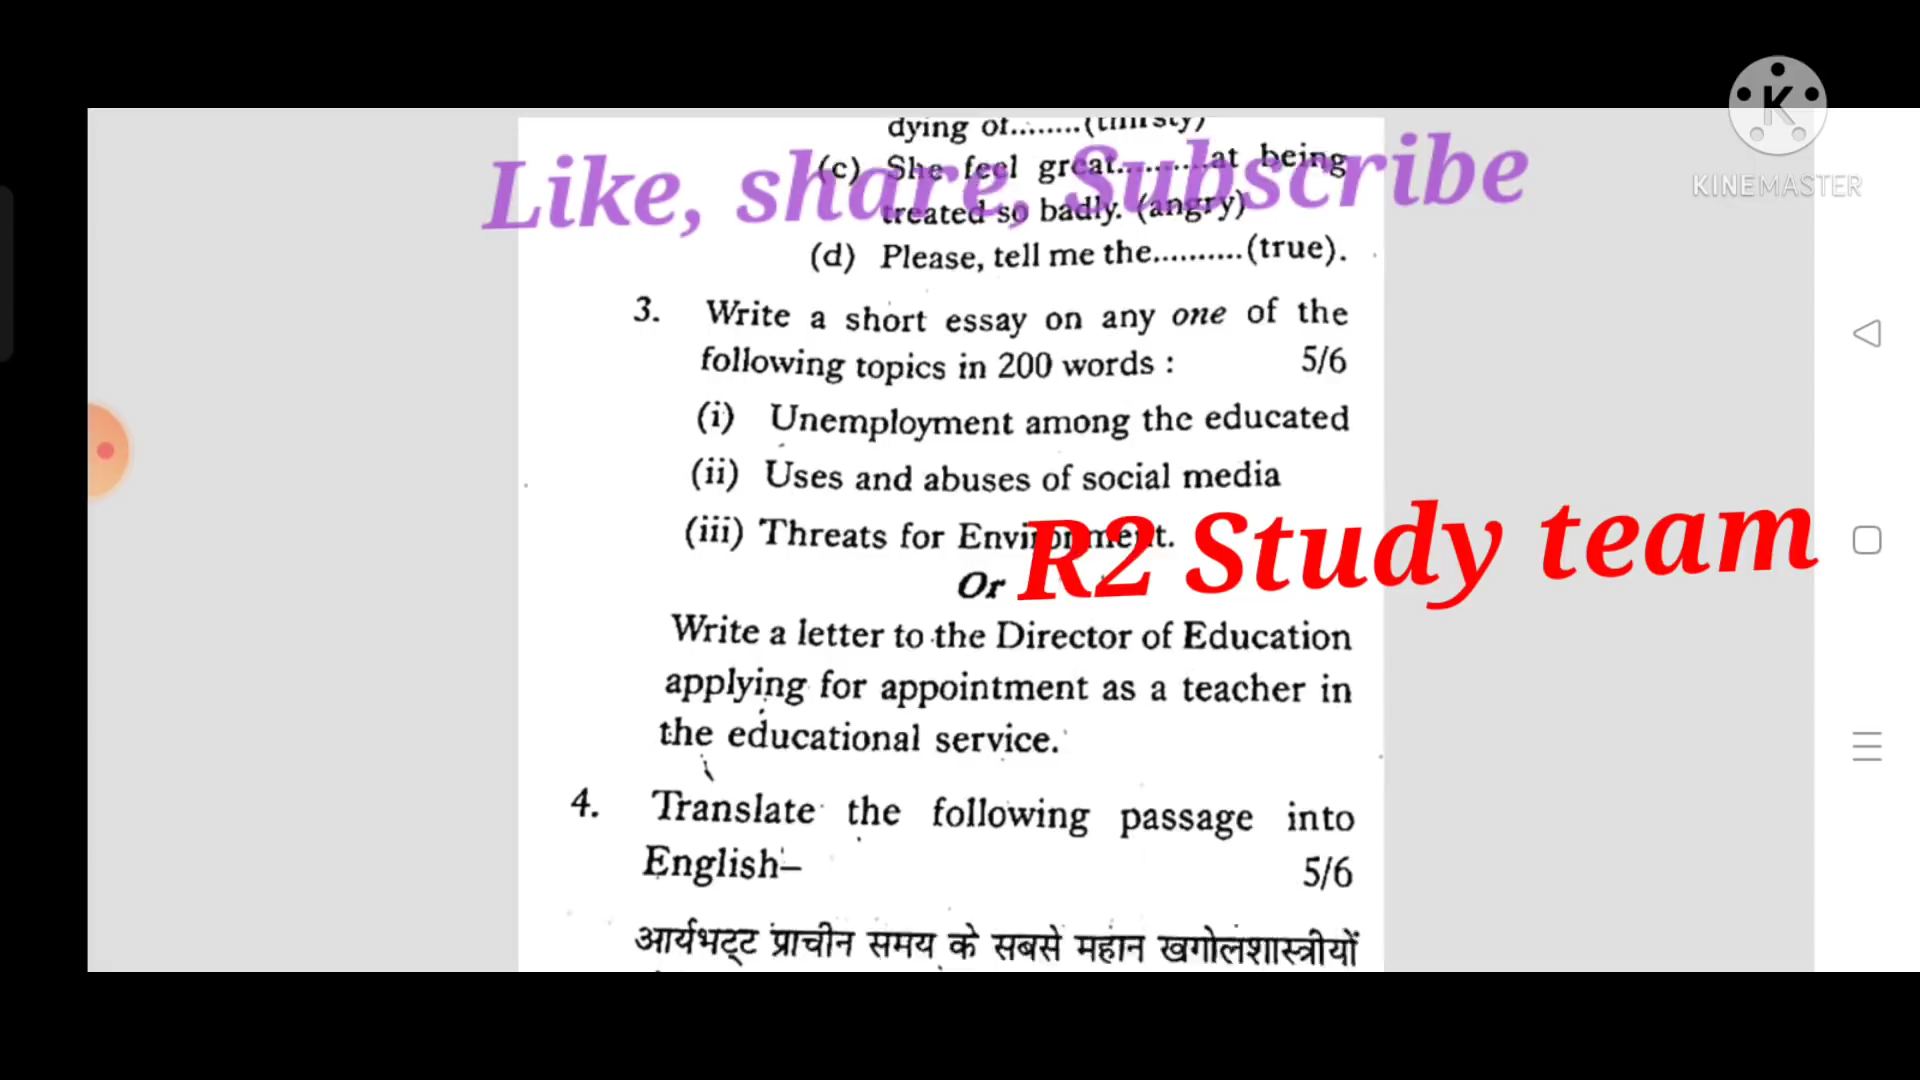 dying of........(thirsty)
(c) She feel great..........at being
treated so badly. (angry)
Like, share, Subscribe
(d) Please, tell me the..........(true).
3. Write a short essay on any one of the
following topics in 200 words : 5/6
(i) Unemployment among the educated
(ii) Uses and abuses of social media
(iii) Threats for Environment.
Or
R2 Study team
Write a letter to the Director of Education
applying for appointment as a teacher in
the educational service.
4. Translate the following passage into
English– 5/6
आर्यभट्ट प्राचीन समय के सबसे महान खगोलशास्त्रीयों
K
KINEMASTER